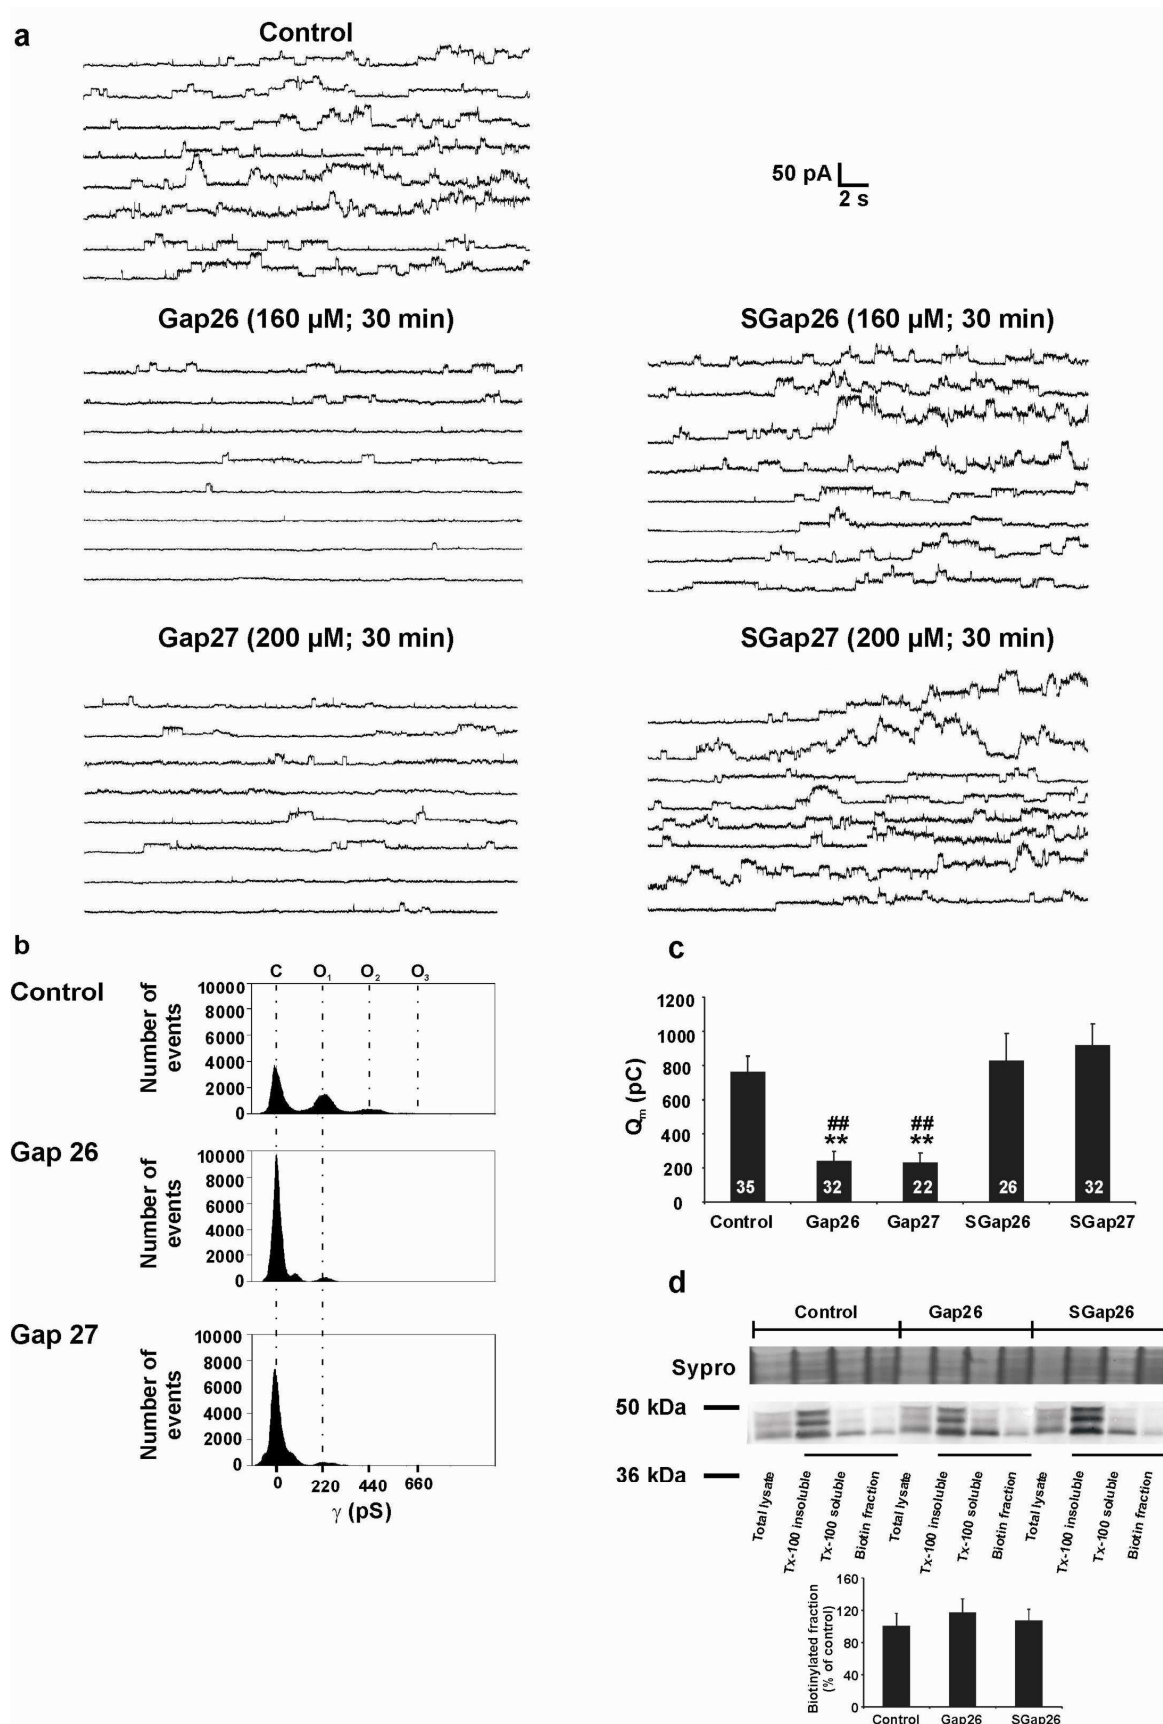 a
Control
50 pA
2 s
Gap26 (160 µM; 30 min)
SGap26 (160 µM; 30 min)
Gap27 (200 µM; 30 min)
SGap27 (200 µM; 30 min)
b
C O1 O2 O3
Control
Number of events
10000
8000
6000
4000
2000
0
Gap 26
Number of events
10000
8000
6000
4000
2000
0
Gap 27
Number of events
10000
8000
6000
4000
2000
0
0 220 440 660
γ (pS)
c
Qm (pC)
1200
1000
800
600
400
200
0
## ##
** **
35 32 22 26 32
Control Gap26 Gap27 SGap26 SGap27
d
Control Gap26 SGap26
Sypro
50 kDa
36 kDa
Total lysate
Tx-100 insoluble
Tx-100 soluble
Biotin fraction
Total lysate
Tx-100 insoluble
Tx-100 soluble
Biotin fraction
Total lysate
Tx-100 insoluble
Tx-100 soluble
Biotin fraction
Biotinylated fraction
(% of control)
160
120
80
40
0
Control Gap26 SGap26